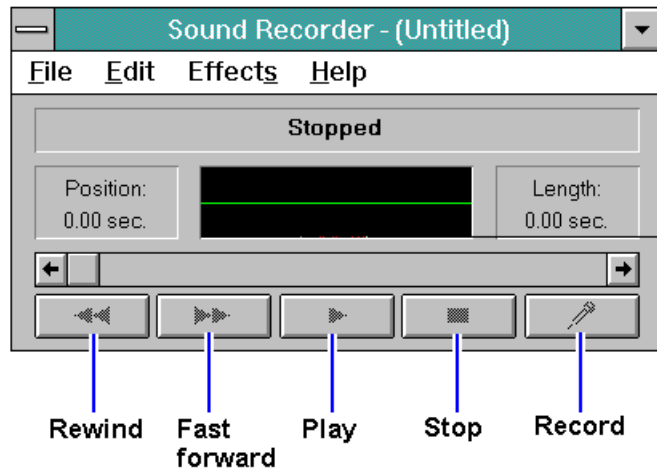 Sound Recorder - (Untitled)
File Edit Effects Help
Stopped
Position:
0.00 sec.
Length:
0.00 sec.
Rewind
Fast
forward
Play
Stop
Record